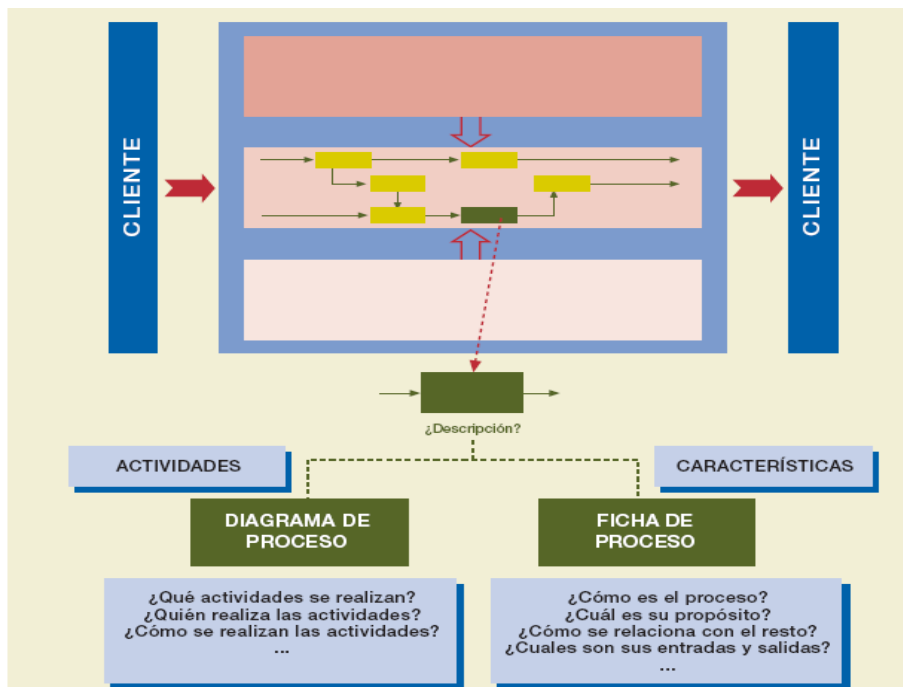 CLIENTE
CLIENTE
¿Descripción?
ACTIVIDADES
CARACTERÍSTÍCAS
DIAGRAMA DE
PROCESO
FICHA DE
PROCESO
¿Qué actividades se realizan?
¿Quién realiza las actividades?
¿Cómo se realizan las actividades?
...
¿Cómo es el proceso?
¿Cuál es su propósito?
¿Cómo se relaciona con el resto?
¿Cuales son sus entradas y salidas?
...